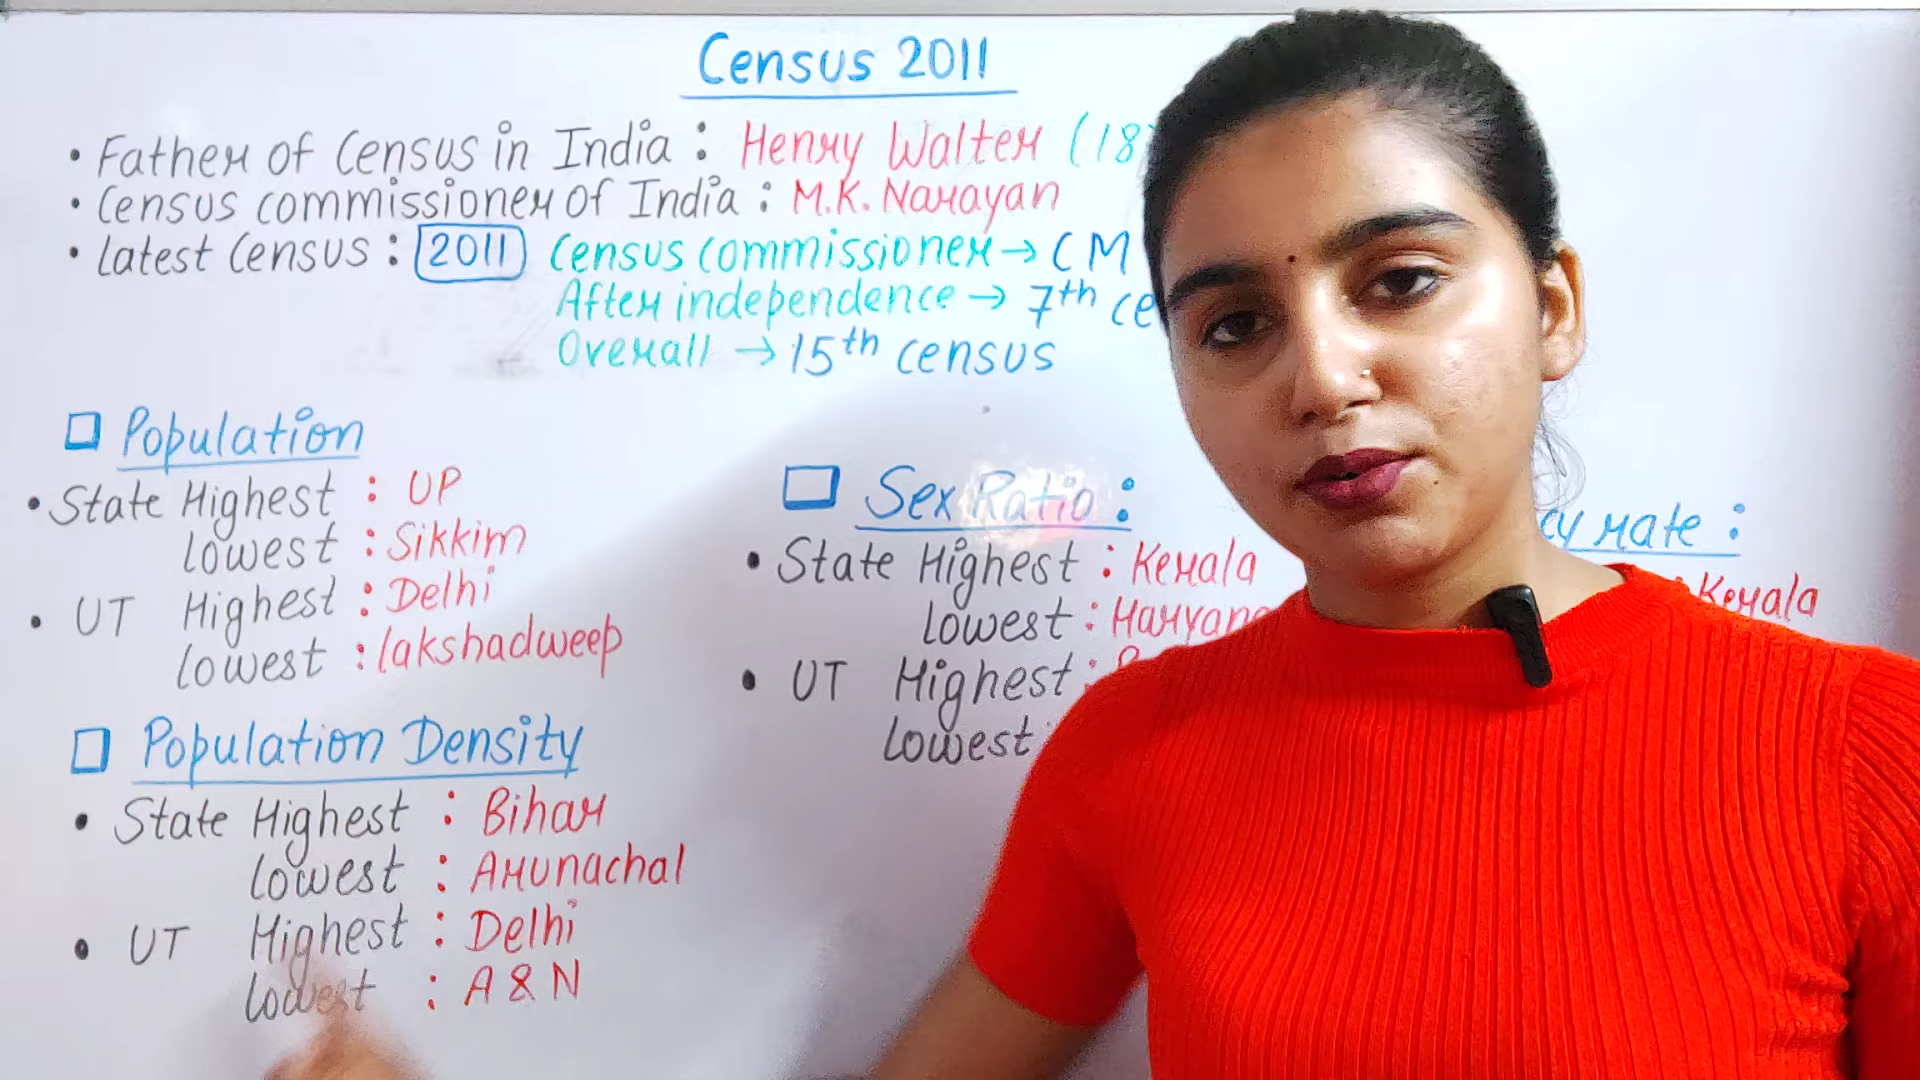 Census 2011
• Father of Census in India : Henry Walter (18
• Census commissioner of India : M.K. Narayan
• Latest Census : 2011 Census commissioner → CM
After independence → 7th ce
Overall → 15th census
Population
• State Highest : UP
lowest : Sikkim
• UT Highest : Delhi
lowest : lakshadweep
Population Density
• State Highest : Bihar
lowest : Arunachal
• UT Highest : Delhi
lowest : A & N
Sex Ratio :
• State Highest : Kerala
lowest : Haryana
• UT Highest :
lowest
cy rate :
: Kerala